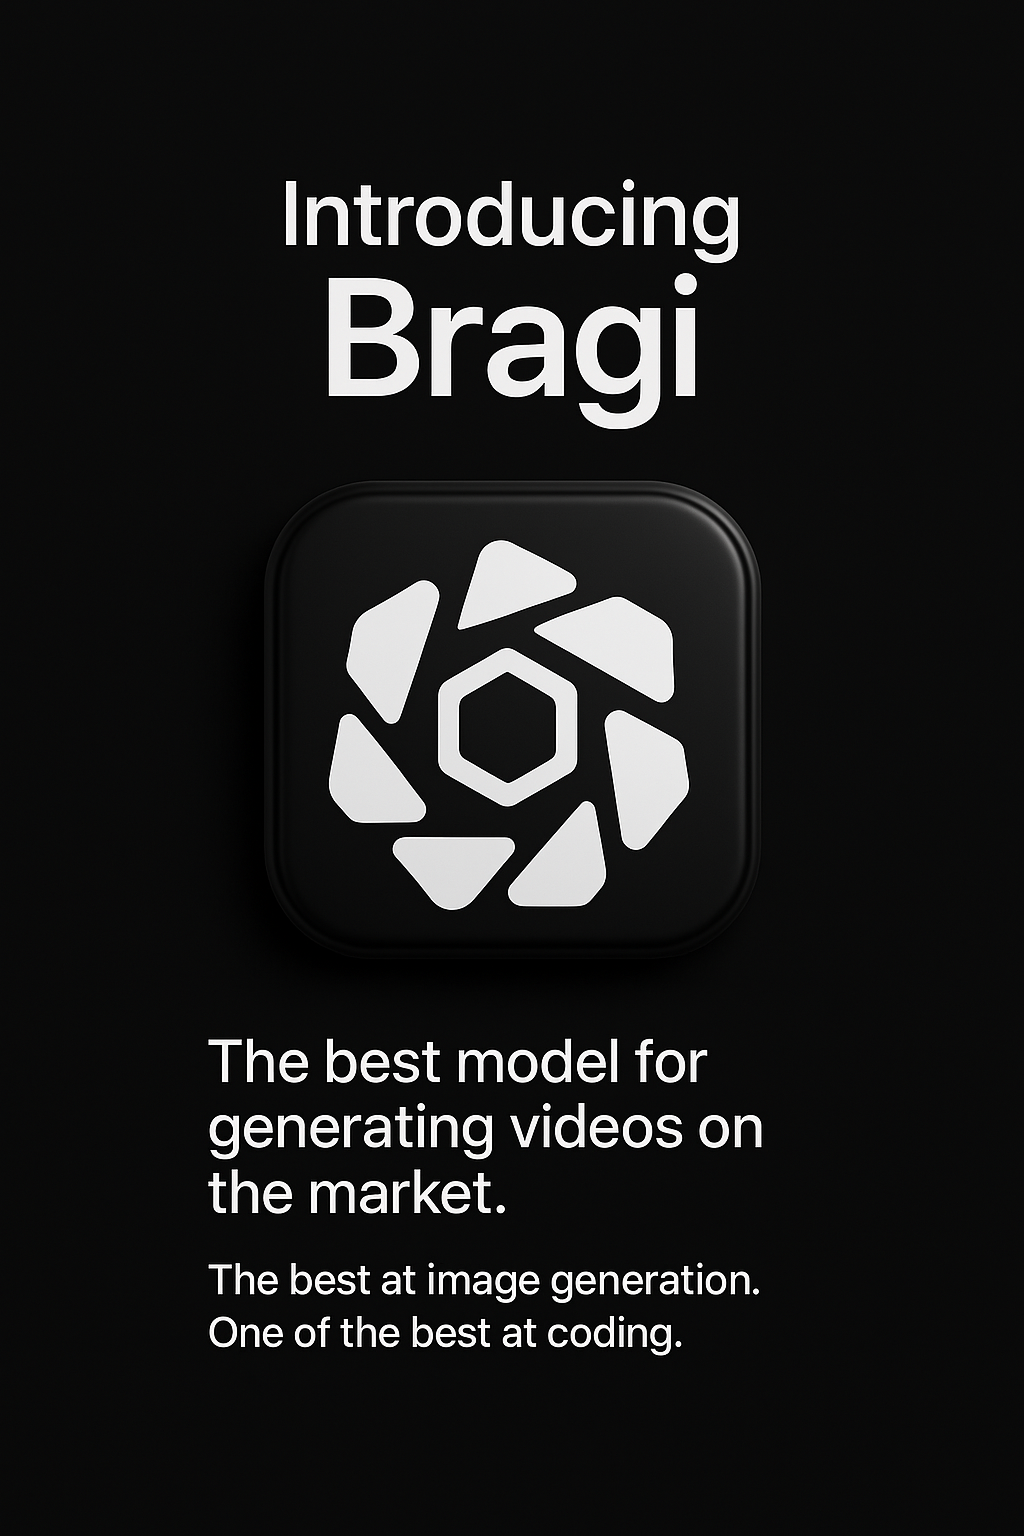 Introducing
Bragi
The best model for
generating videos on
the market.
The best at image generation.
One of the best at coding.